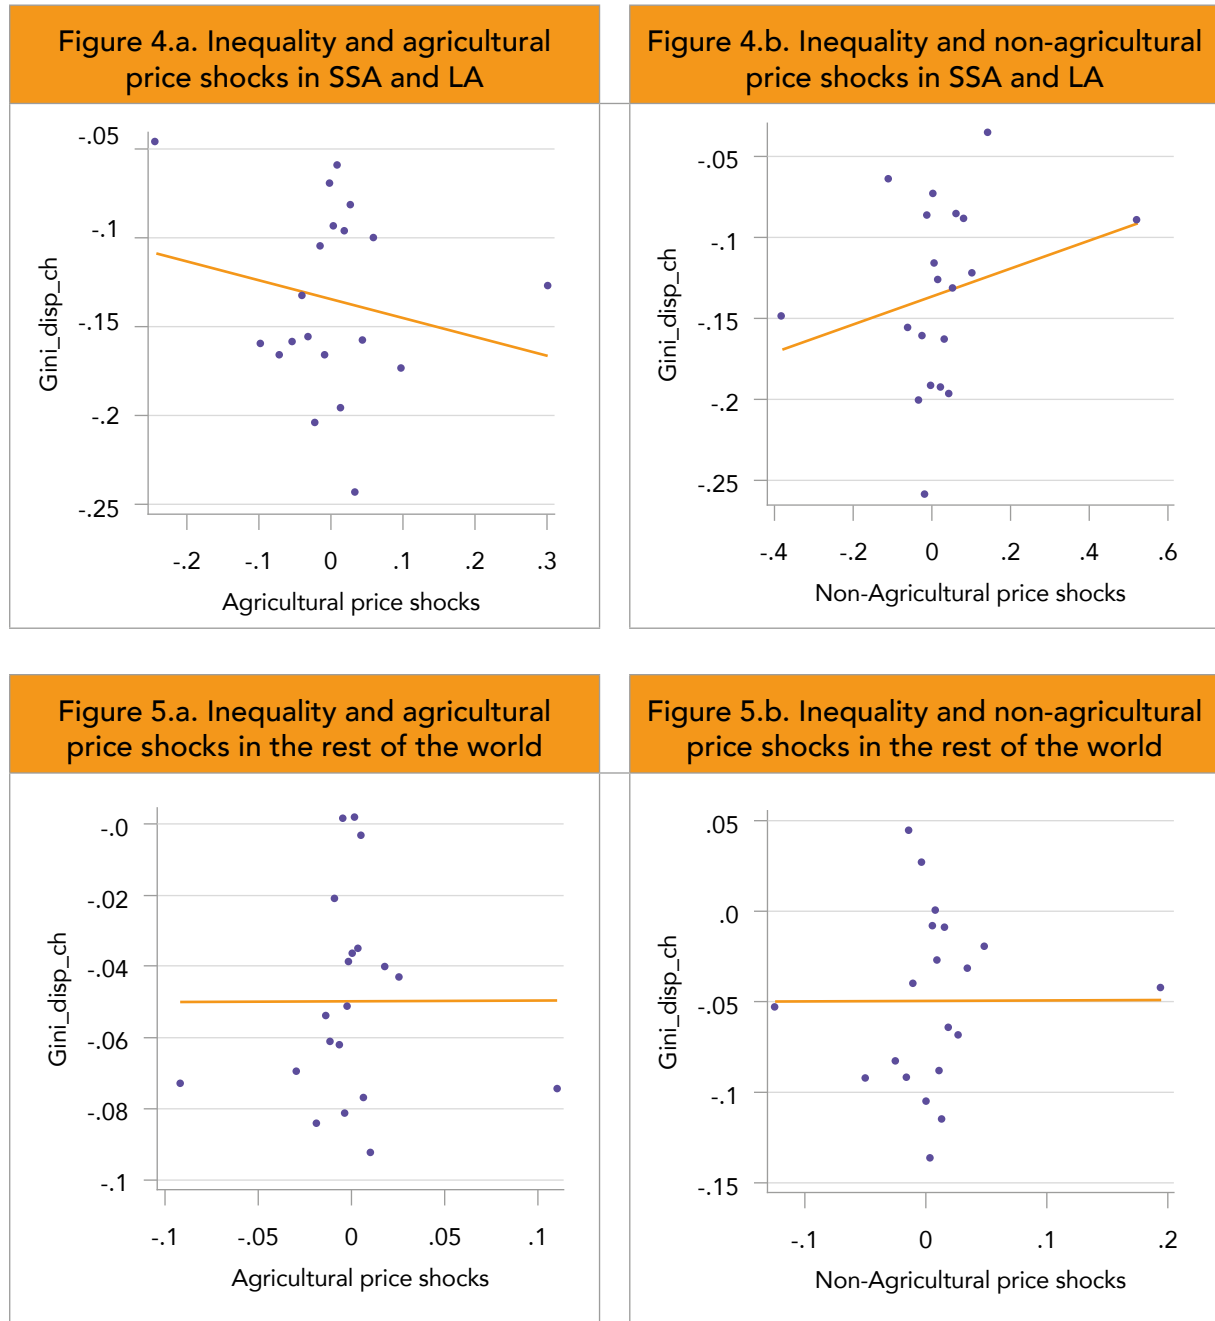 Figure 4.a. Inequality and agricultural
price shocks in SSA and LA
-.05
-.1
-.15
-.2
-.25
Gini_disp_ch
-.2 -.1 0 .1 .2 .3
Agricultural price shocks
Figure 4.b. Inequality and non-agricultural
price shocks in SSA and LA
-.05
-.1
-.15
-.2
-.25
Gini_disp_ch
-.4 -.2 0 .2 .4 .6
Non-Agricultural price shocks
Figure 5.a. Inequality and agricultural
price shocks in the rest of the world
-.0
-.02
-.04
-.06
-.08
-.1
Gini_disp_ch
-.1 -.05 0 .05 .1
Agricultural price shocks
Figure 5.b. Inequality and non-agricultural
price shocks in the rest of the world
.05
.0
-.05
-.1
-.15
Gini_disp_ch
-.1 0 .1 .2
Non-Agricultural price shocks